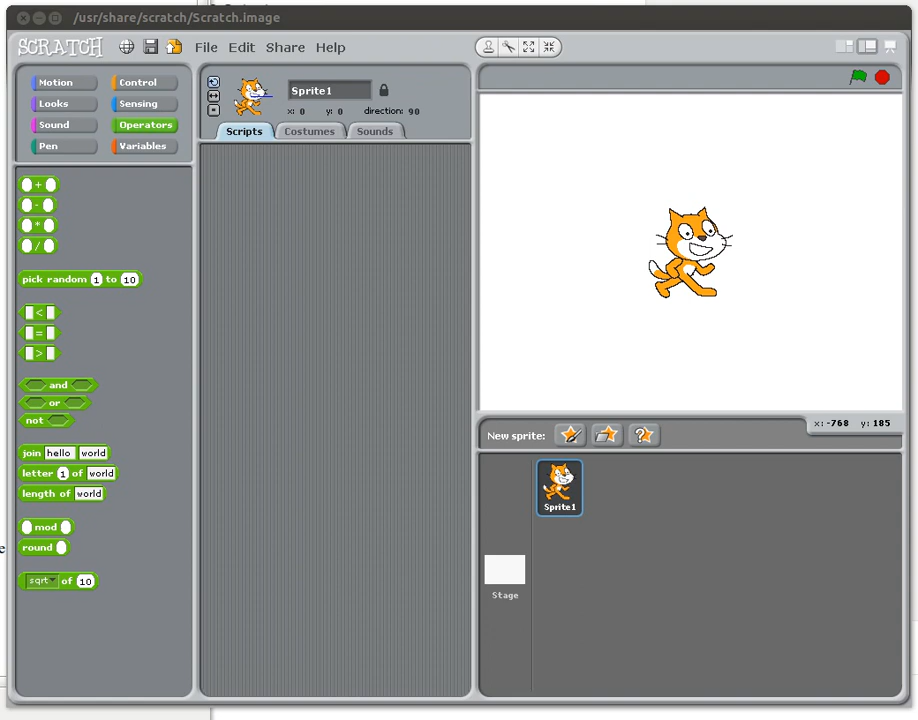 /usr/share/scratch/Scratch.image
SCRATCH File Edit Share Help
Motion Control
Looks Sensing
Sound Operators
Pen Variables
Sprite1
x: 0 y: 0 direction: 90
Scripts Costumes Sounds
+
-
*
/
pick random 1 to 10
<
=
>
and
or
not
join hello world
letter 1 of world
length of world
mod
round
sqrt of 10
x: -768 y: 185
New sprite:
Sprite1
Stage